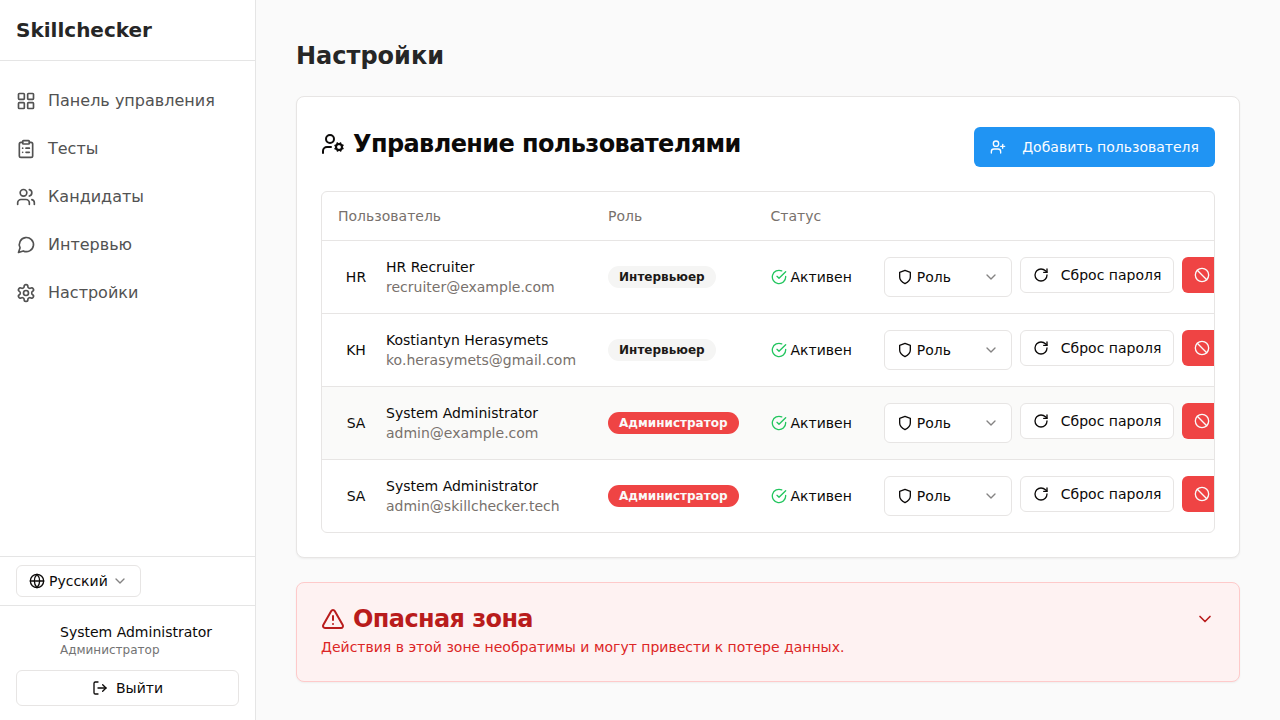 Skillchecker
Панель управления
Тесты
Кандидаты
Интервью
Настройки
Русский
System Administrator
Администратор
Выйти
Настройки
Управление пользователями
Добавить пользователя
Пользователь Роль Статус
HR HR Recruiter recruiter@example.com Интервьюер Активен Роль Сброс пароля
KH Kostiantyn Herasymets ko.herasymets@gmail.com Интервьюер Активен Роль Сброс пароля
SA System Administrator admin@example.com Администратор Активен Роль Сброс пароля
SA System Administrator admin@skillchecker.tech Администратор Активен Роль Сброс пароля
Опасная зона
Действия в этой зоне необратимы и могут привести к потере данных.